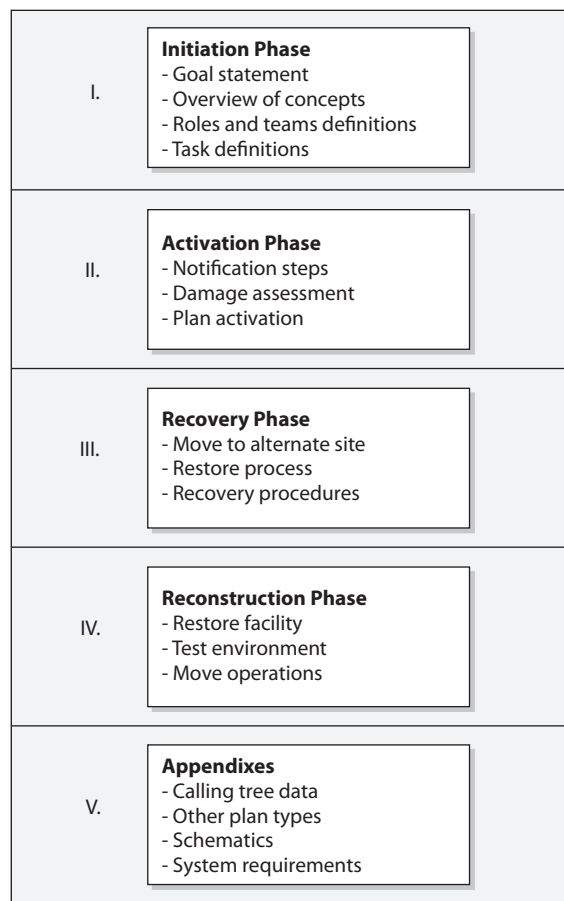 I.
Initiation Phase
- Goal statement
- Overview of concepts
- Roles and teams definitions
- Task definitions
II.
Activation Phase
- Notification steps
- Damage assessment
- Plan activation
III.
Recovery Phase
- Move to alternate site
- Restore process
- Recovery procedures
IV.
Reconstruction Phase
- Restore facility
- Test environment
- Move operations
V.
Appendixes
- Calling tree data
- Other plan types
- Schematics
- System requirements